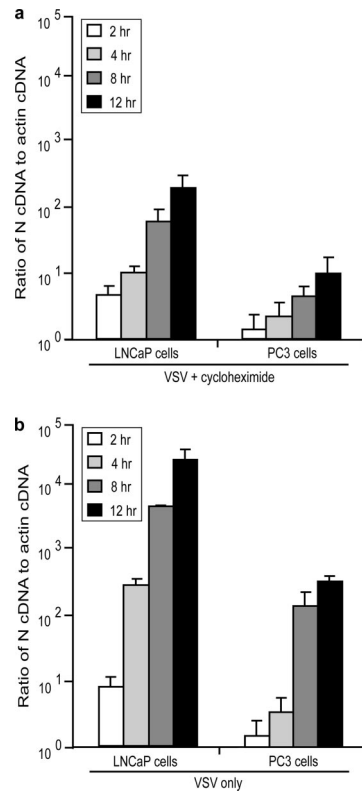 a
2 hr
4 hr
8 hr
12 hr
Ratio of N cDNA to actin cDNA
10^5
10^4
10^3
10^2
10^1
10^0
LNCaP cells PC3 cells
VSV + cycloheximide
b
2 hr
4 hr
8 hr
12 hr
Ratio of N cDNA to actin cDNA
10^5
10^4
10^3
10^2
10^1
10^0
LNCaP cells PC3 cells
VSV only